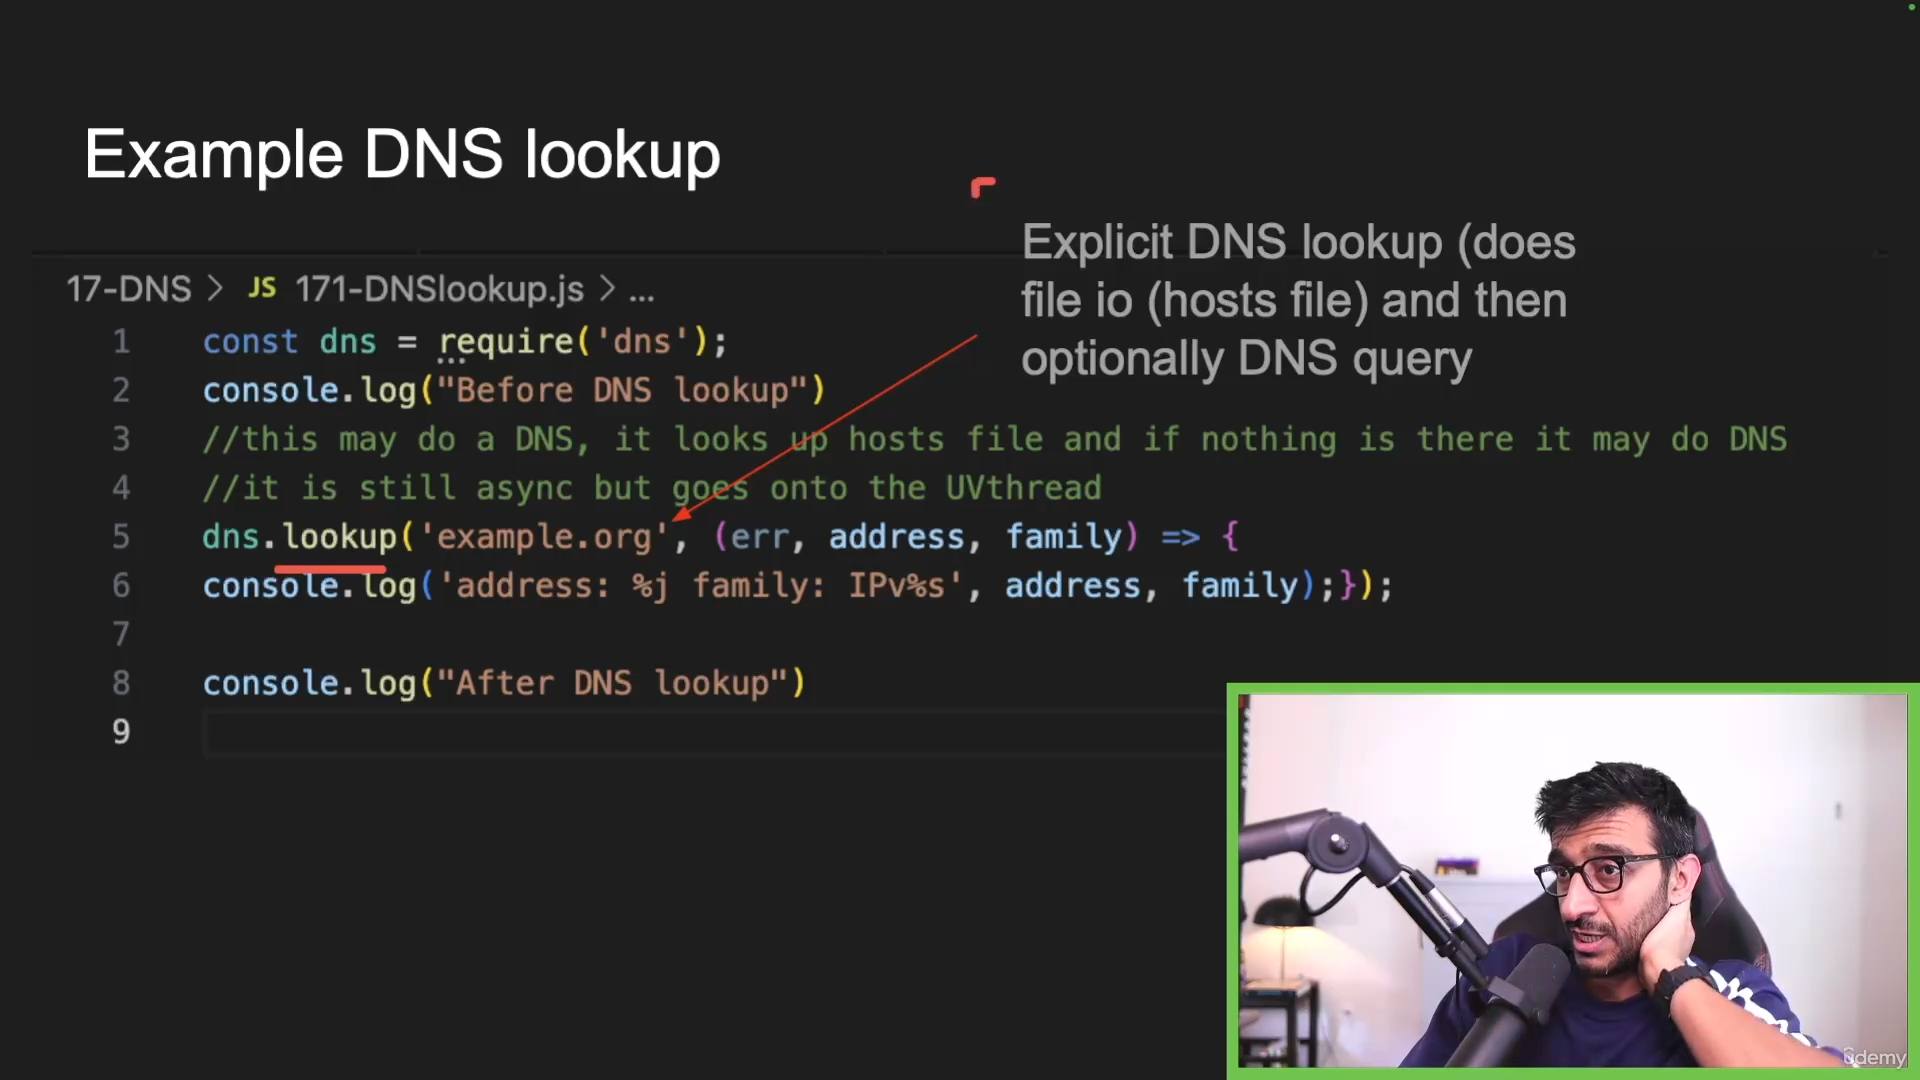 Example DNS lookup
Explicit DNS lookup (does
file io (hosts file) and then
optionally DNS query
17-DNS > JS 171-DNSlookup.js > ...
1 const dns = require('dns');
2 console.log("Before DNS lookup")
3 //this may do a DNS, it looks up hosts file and if nothing is there it may do DNS
4 //it is still async but goes onto the UVthread
5 dns.lookup('example.org', (err, address, family) => {
6 console.log('address: %j family: IPv%s', address, family);});
7
8 console.log("After DNS lookup")
9
ûdemy